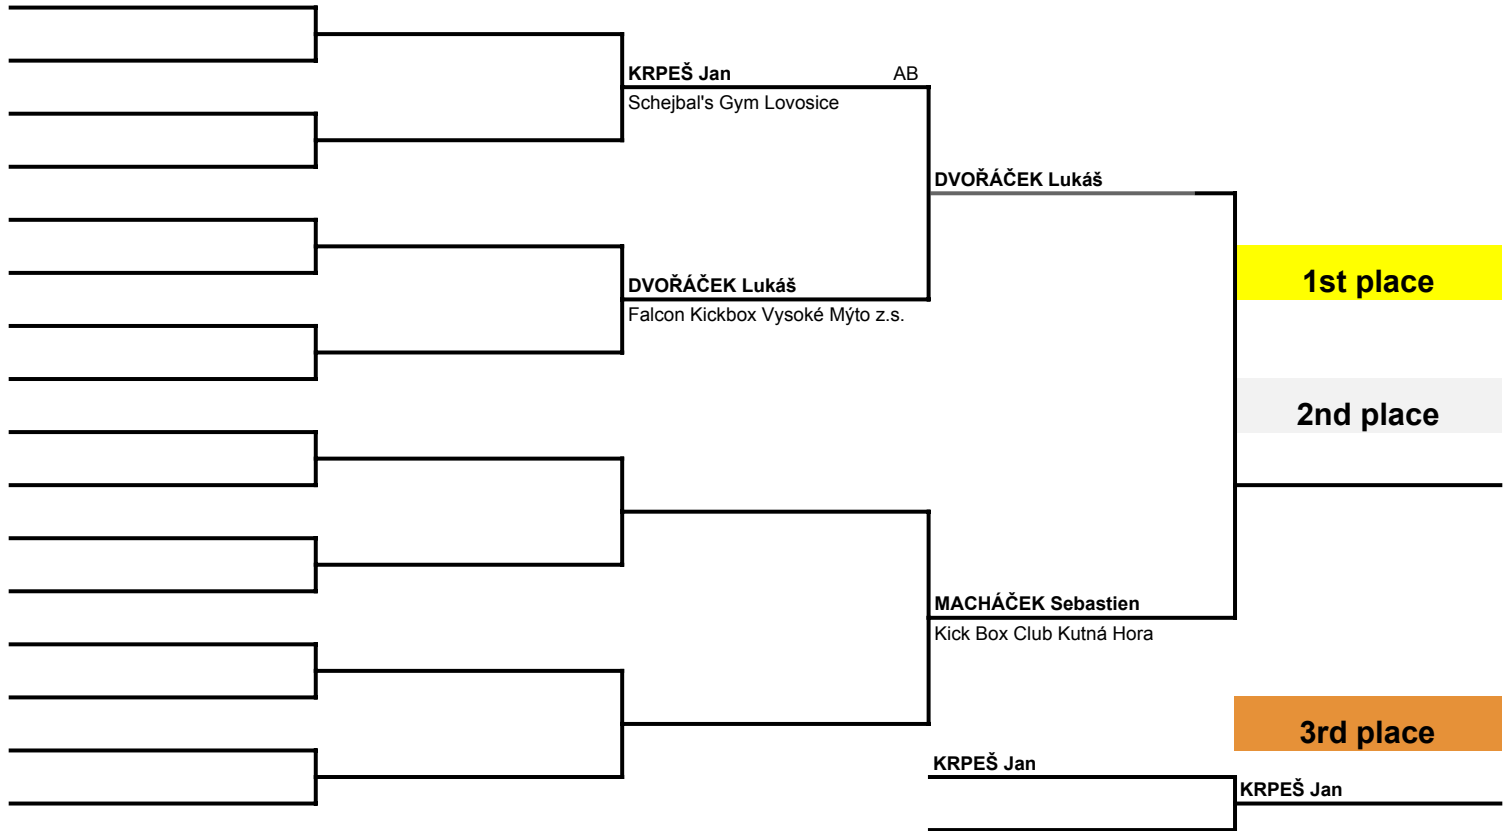 KRPEŠ Jan AB
Schejbal's Gym Lovosice
DVOŘÁČEK Lukáš
1st place
DVOŘÁČEK Lukáš
Falcon Kickbox Vysoké Mýto z.s.
2nd place
MACHÁČEK Sebastien
Kick Box Club Kutná Hora
3rd place
KRPEŠ Jan
KRPEŠ Jan